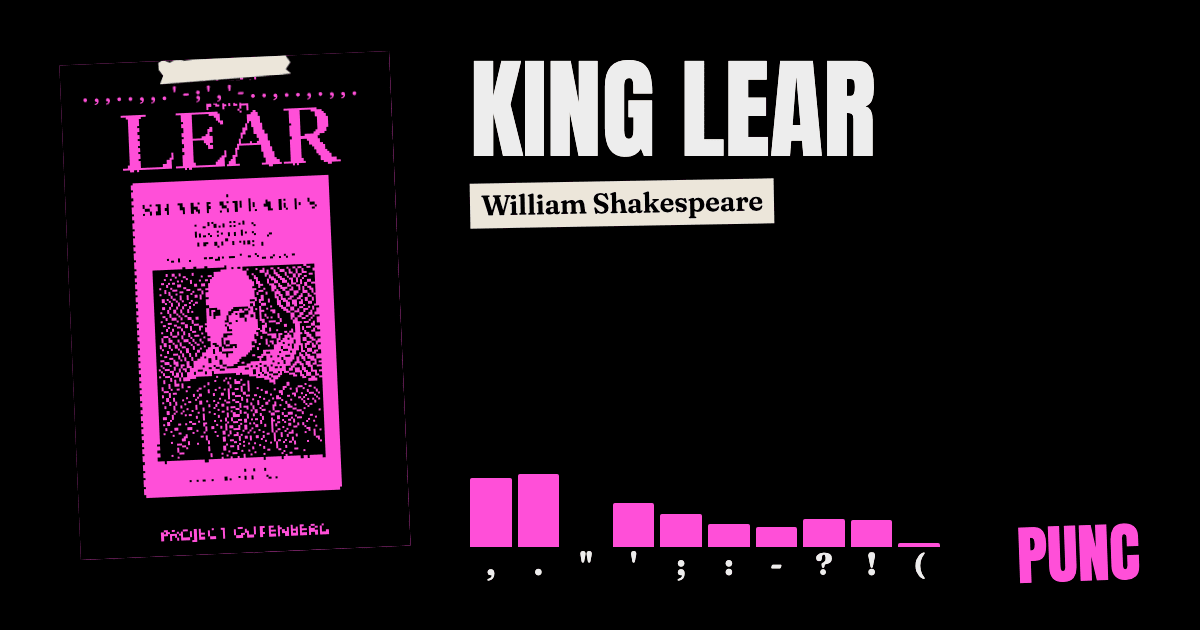 .,,..,,.'-;','-..,..,.,,.
LEAR
SHAKESPEARES
PROJECT GUTENBERG
KING LEAR
William Shakespeare
, . " ' ; : - ? ! (
PUNC